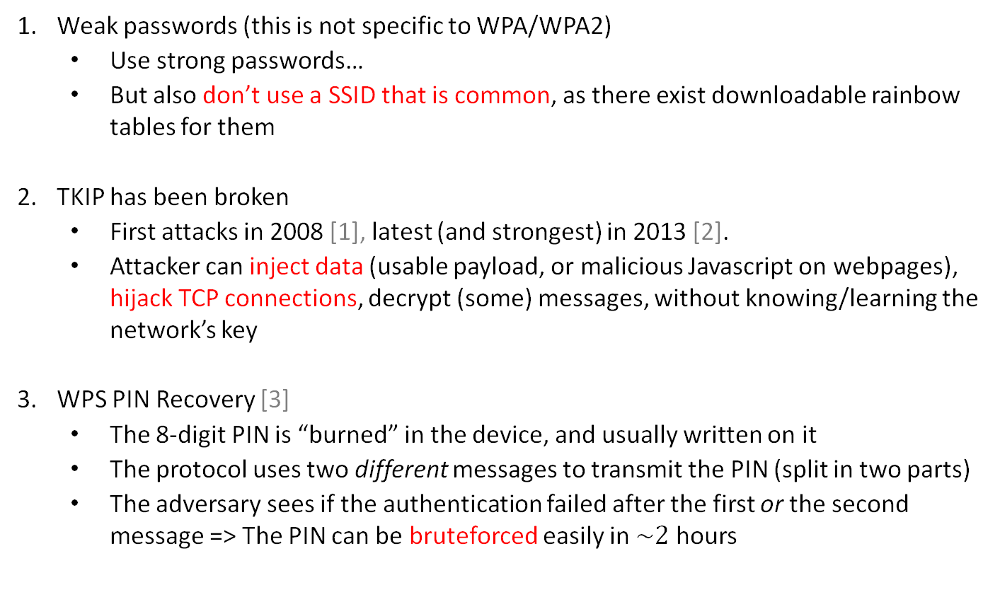 1. Weak passwords (this is not specific to WPA/WPA2)
• Use strong passwords…
• But also don’t use a SSID that is common, as there exist downloadable rainbow
tables for them
2. TKIP has been broken
• First attacks in 2008 [1], latest (and strongest) in 2013 [2].
• Attacker can inject data (usable payload, or malicious Javascript on webpages),
hijack TCP connections, decrypt (some) messages, without knowing/learning the
network’s key
3. WPS PIN Recovery [3]
• The 8-digit PIN is “burned” in the device, and usually written on it
• The protocol uses two different messages to transmit the PIN (split in two parts)
• The adversary sees if the authentication failed after the first or the second
message => The PIN can be bruteforced easily in ~2 hours